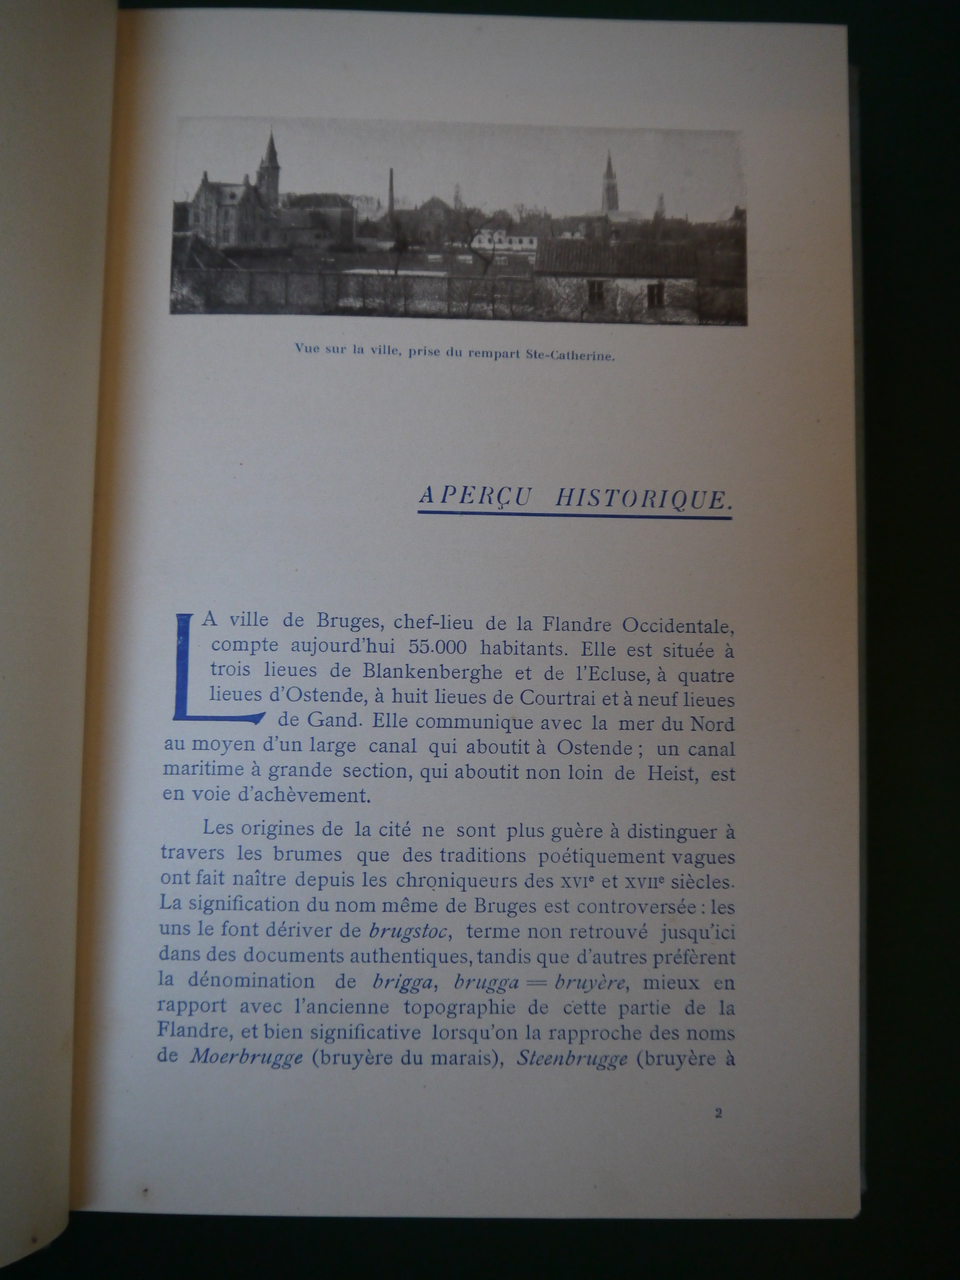 Vue sur la ville, prise du rempart Ste-Catherine.
APERÇU HISTORIQUE.
LA ville de Bruges, chef-lieu de la Flandre Occidentale,
compte aujourd'hui 55.000 habitants. Elle est située à
trois lieues de Blankenberghe et de l'Ecluse, à quatre
lieues d'Ostende, à huit lieues de Courtrai et à neuf lieues
de Gand. Elle communique avec la mer du Nord
au moyen d'un large canal qui aboutit à Ostende ; un canal
maritime à grande section, qui aboutit non loin de Heist, est
en voie d'achèvement.
Les origines de la cité ne sont plus guère à distinguer à
travers les brumes que des traditions poétiquement vagues
ont fait naître depuis les chroniqueurs des XVIe et XVIIe siècles.
La signification du nom même de Bruges est controversée : les
uns le font dériver de brugstoc, terme non retrouvé jusqu'ici
dans des documents authentiques, tandis que d'autres préfèrent
la dénomination de brigga, brugga = bruyère, mieux en
rapport avec l'ancienne topographie de cette partie de la
Flandre, et bien significative lorsqu'on la rapproche des noms
de Moerbrugge (bruyère du marais), Steenbrugge (bruyère à
2